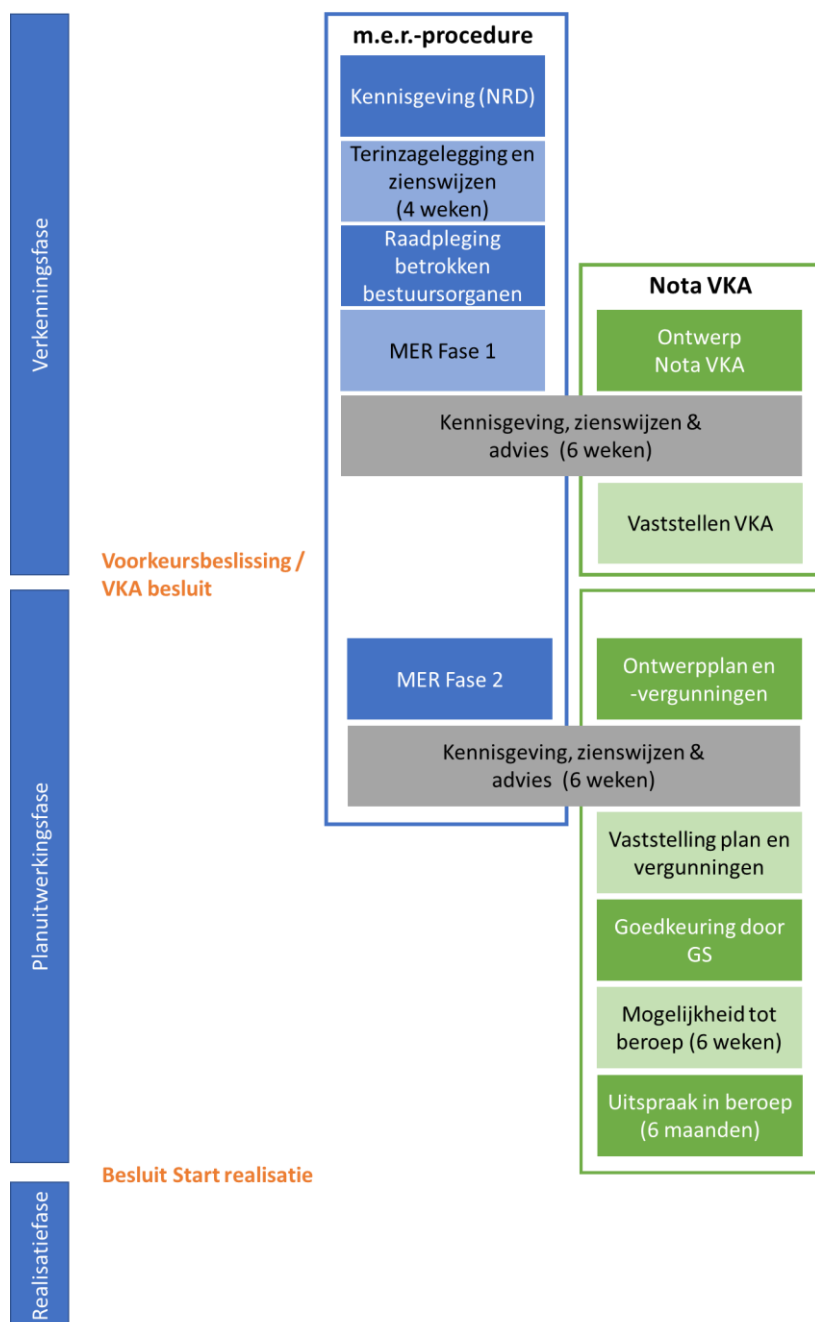 m.e.r.-procedure
Kennisgeving (NRD)
Terinzagelegging en
zienswijzen
(4 weken)
Raadpleging
betrokken
bestuursorganen
MER Fase 1
Nota VKA
Ontwerp
Nota VKA
Kennisgeving, zienswijzen &
advies (6 weken)
Vaststellen VKA
Verkenningsfase
Voorkeursbeslissing /
VKA besluit
MER Fase 2
Ontwerpplan en
-vergunningen
Kennisgeving, zienswijzen &
advies (6 weken)
Vaststelling plan en
vergunningen
Goedkeuring door
GS
Mogelijkheid tot
beroep (6 weken)
Uitspraak in beroep
(6 maanden)
Planuitwerkingsfase
Besluit Start realisatie
Realisatiefase